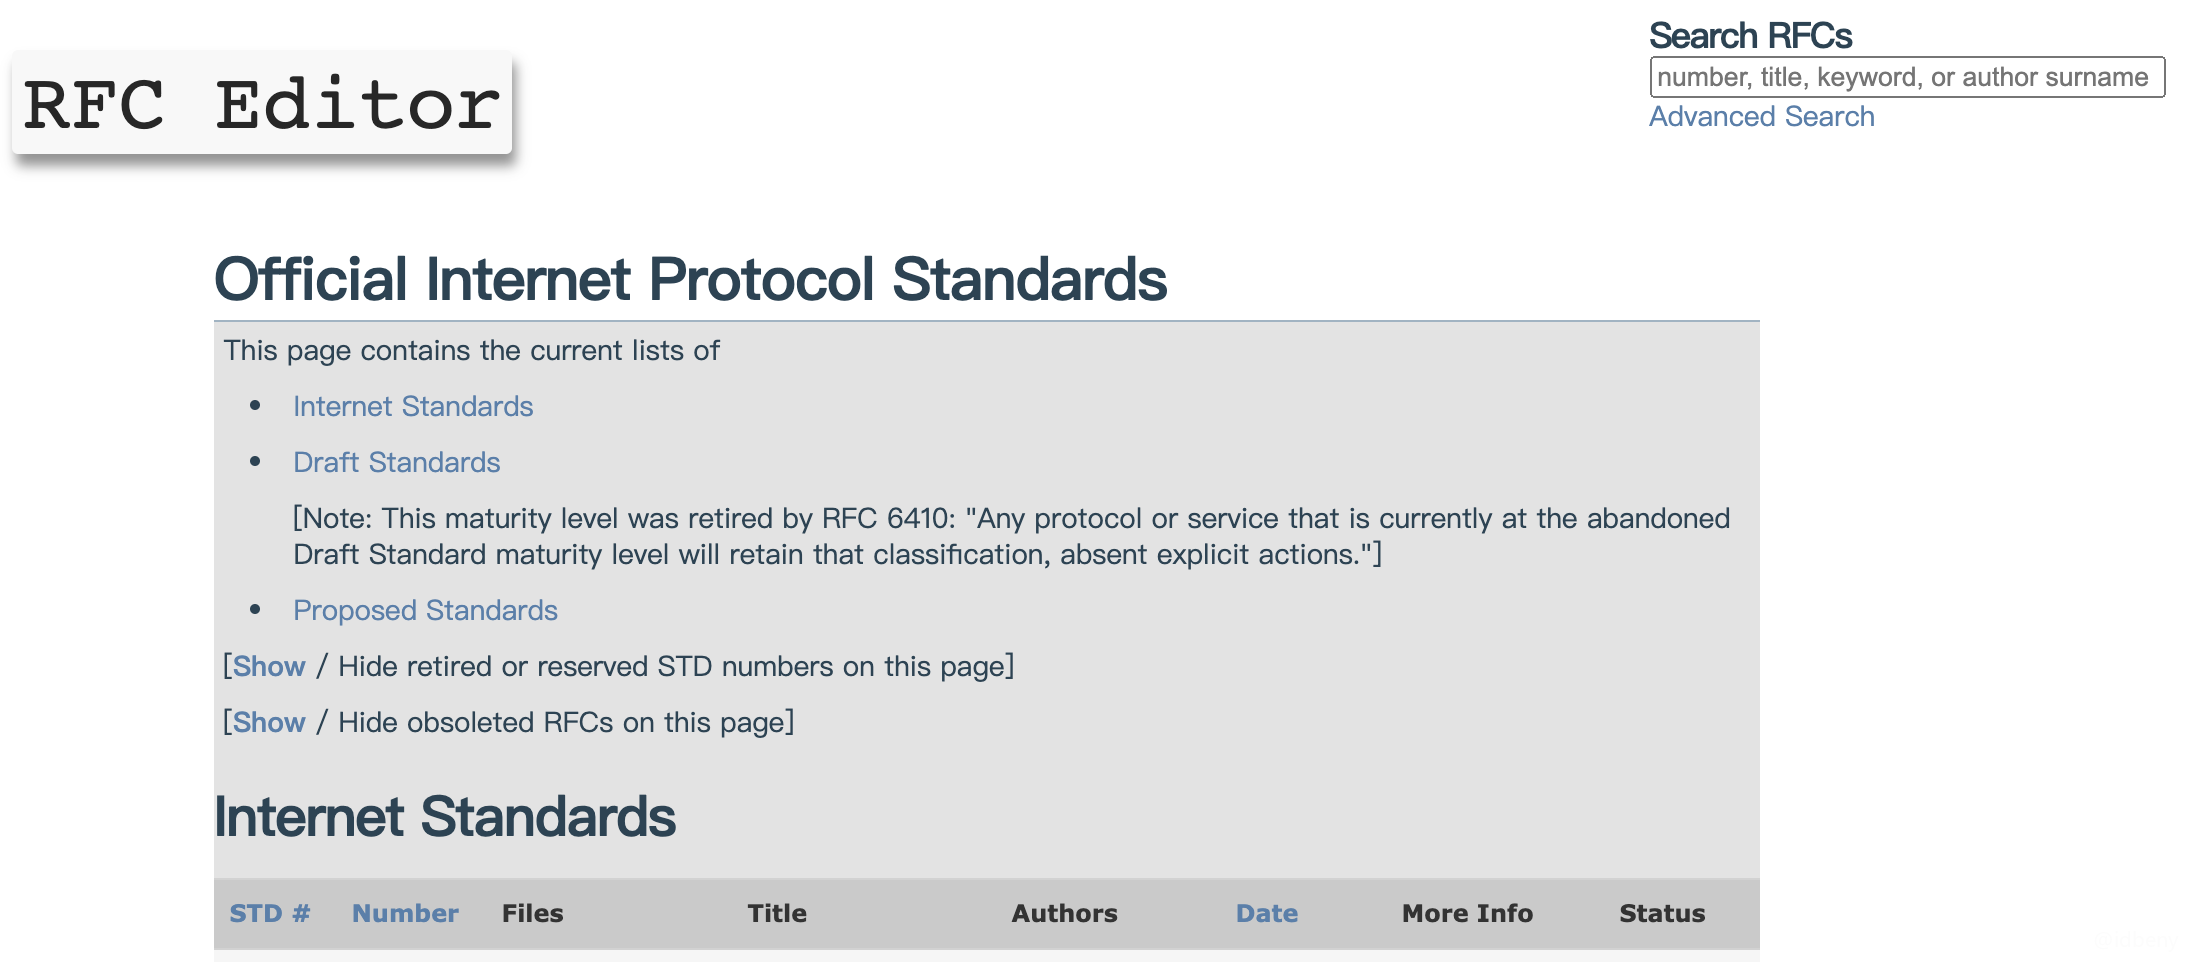 RFC Editor
Search RFCs
number, title, keyword, or author surname
Advanced Search
Official Internet Protocol Standards
This page contains the current lists of
• Internet Standards
• Draft Standards
[Note: This maturity level was retired by RFC 6410: "Any protocol or service that is currently at the abandoned
Draft Standard maturity level will retain that classification, absent explicit actions."]
• Proposed Standards
[Show / Hide retired or reserved STD numbers on this page]
[Show / Hide obsoleted RFCs on this page]
Internet Standards
STD # Number Files Title Authors Date More Info Status